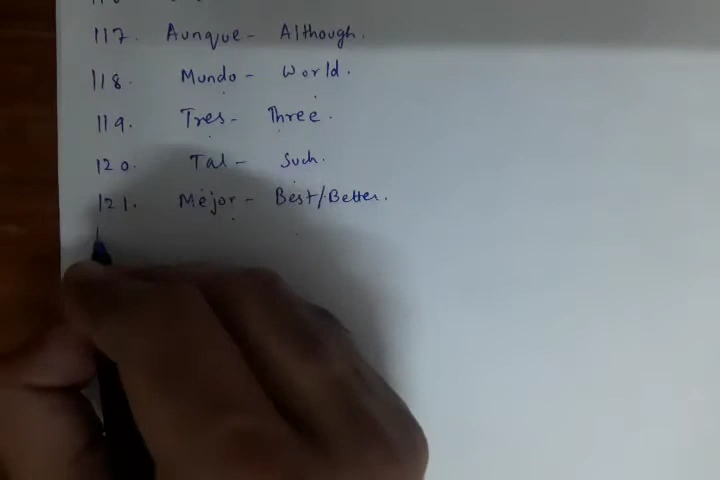 117. Aunque - Although.
118. Mundo - World.
119. Tres - Three.
120. Tal - Such.
121. Mejor - Best/Better.